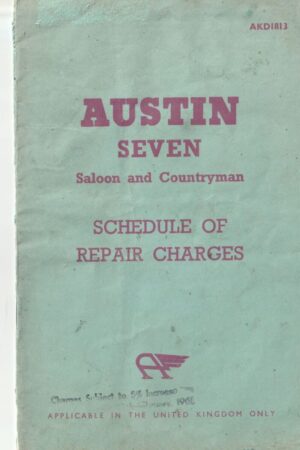 AKD1813
AUSTIN
SEVEN
Saloon and Countryman
SCHEDULE OF
REPAIR CHARGES
Charges Subject to 5% Increase
APPLICABLE IN THE UNITED KINGDOM ONLY